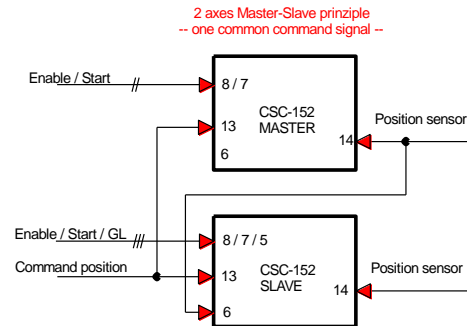 2 axes Master-Slave prinziple
-- one common command signal --
Enable / Start
8 / 7
CSC-152
MASTER
13
14
6
Position sensor
Enable / Start / GL
8 / 7 / 5
CSC-152
SLAVE
Command position
13
14
6
Position sensor